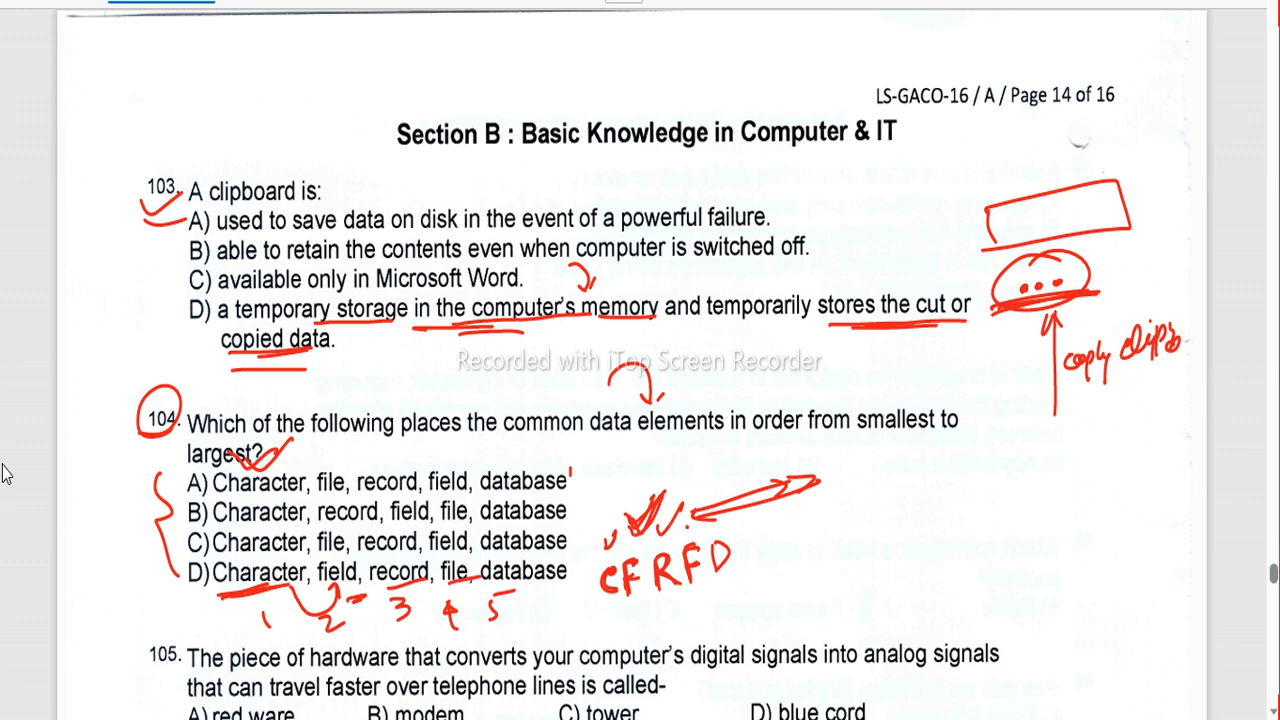 LS-GACO-16 / A / Page 14 of 16
Section B : Basic Knowledge in Computer & IT
103. A clipboard is:
A) used to save data on disk in the event of a powerful failure.
B) able to retain the contents even when computer is switched off.
C) available only in Microsoft Word.
D) a temporary storage in the computer's memory and temporarily stores the cut or
copied data.
Recorded with iTop Screen Recorder
copy clipb
104. Which of the following places the common data elements in order from smallest to
largest?
A) Character, file, record, field, database
B) Character, record, field, file, database
C) Character, file, record, field, database
D) Character, field, record, file, database
CFRFD
1 2 3 4 5
105. The piece of hardware that converts your computer's digital signals into analog signals
that can travel faster over telephone lines is called-
A) red ware B) modem C) tower D) blue cord